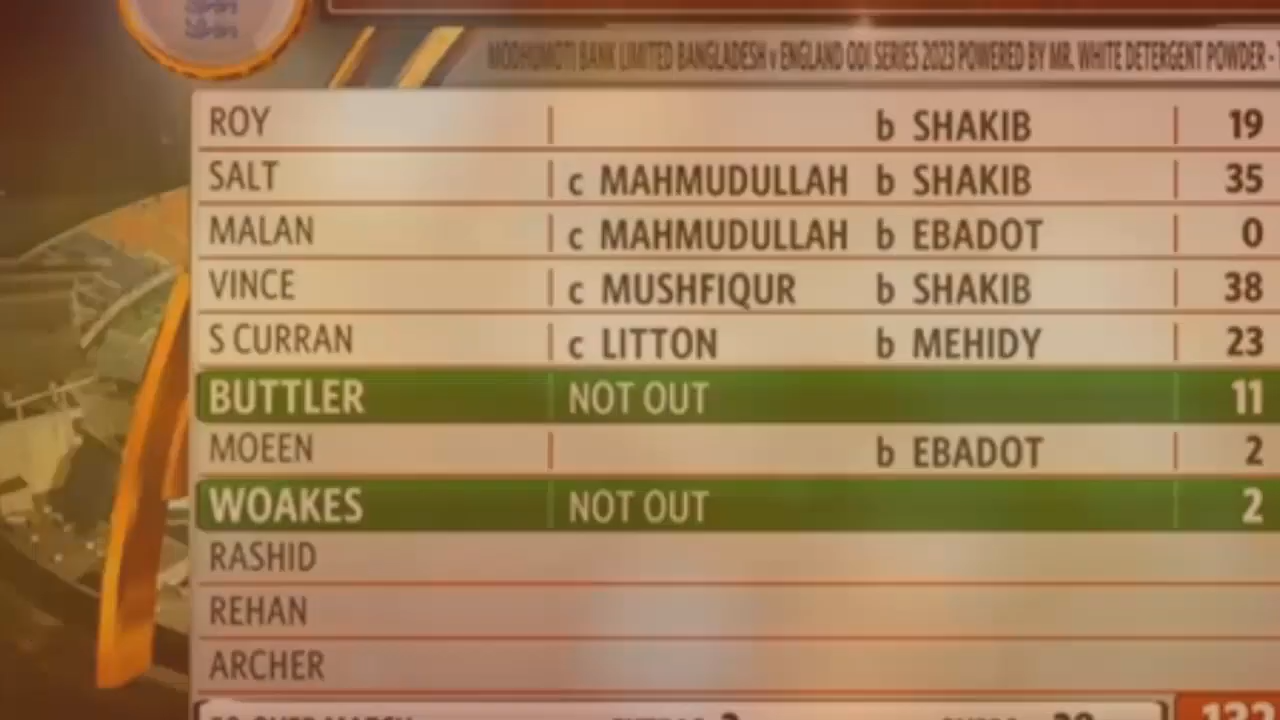 MODHUMOTI BANK LIMITED BANGLADESH v ENGLAND ODI SERIES 2023 POWERED BY MR. WHITE DETERGENT POWDER -
ROY b SHAKIB 19
SALT c MAHMUDULLAH b SHAKIB 35
MALAN c MAHMUDULLAH b EBADOT 0
VINCE c MUSHFIQUR b SHAKIB 38
S CURRAN c LITTON b MEHIDY 23
BUTTLER NOT OUT 11
MOEEN b EBADOT 2
WOAKES NOT OUT 2
RASHID
REHAN
ARCHER